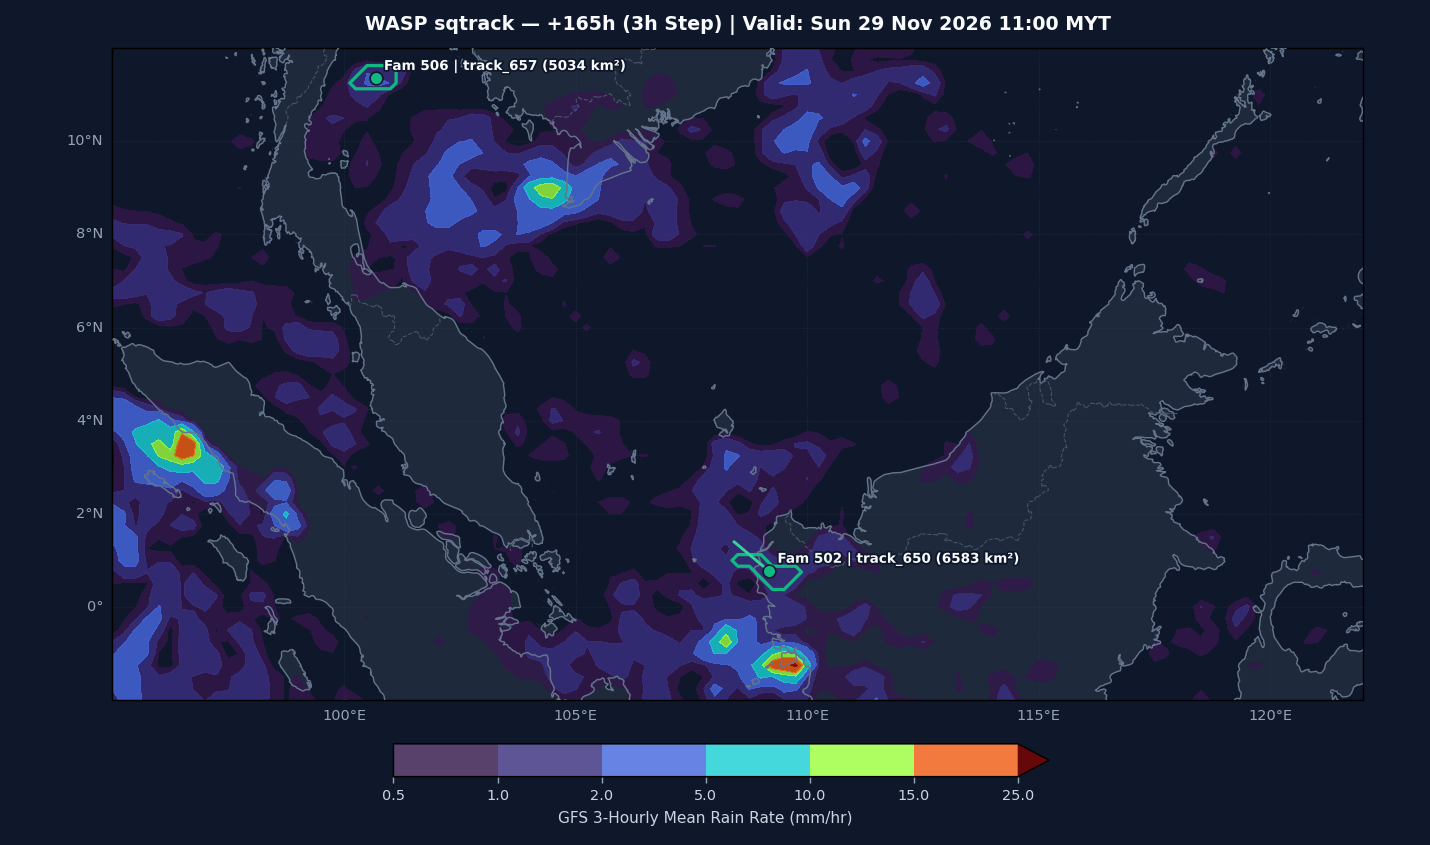 WASP sqtrack — +165h (3h Step) | Valid: Sun 29 Nov 2026 11:00 MYT
Fam 506 | track_657 (5034 km²)
10°N
8°N
6°N
4°N
2°N
Fam 502 | track_650 (6583 km²)
0°
100°E 105°E 110°E 115°E 120°E
0.5 1.0 2.0 5.0 10.0 15.0 25.0
GFS 3-Hourly Mean Rain Rate (mm/hr)